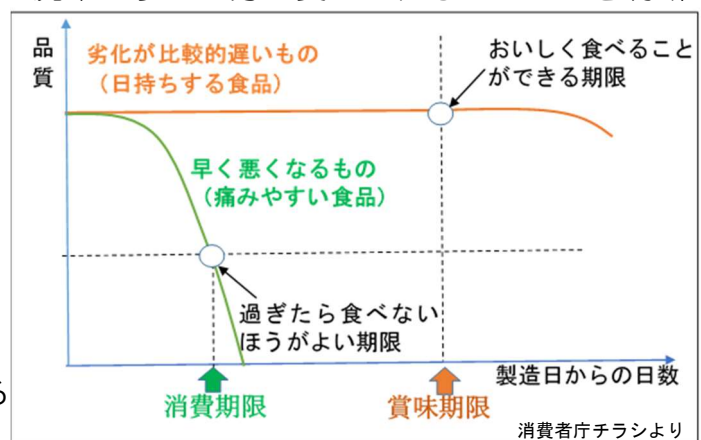 品質
劣化が比較的遅いもの
（日持ちする食品）
おいしく食べること
ができる期限
早く悪くなるもの
（痛みやすい食品）
過ぎたら食べない
ほうがよい期限
製造日からの日数
消費期限
賞味期限
消費者庁チラシより
る